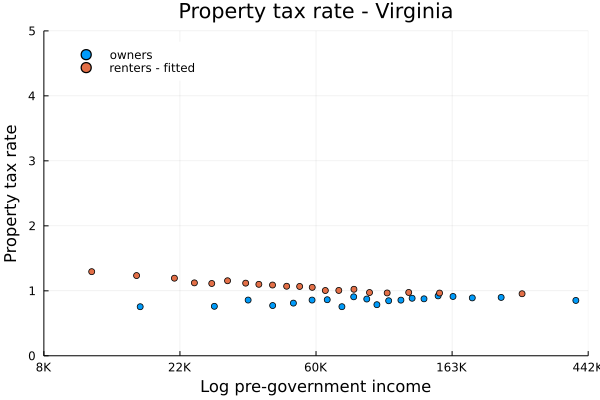 Property tax rate - Virginia
5
owners
renters - fitted
4
3
2
1
0
Property tax rate
8K 22K 60K 163K 442K
Log pre-government income